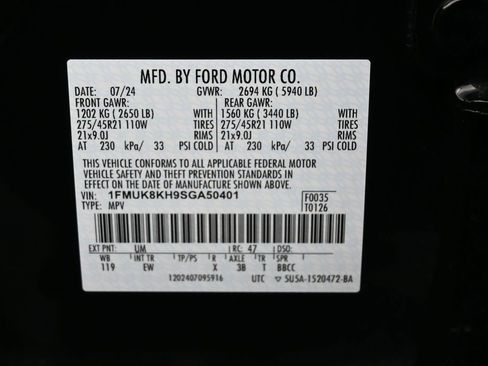 MFD. BY FORD MOTOR CO.
DATE: 07/24 GVWR: 2694 KG ( 5940 LB)
FRONT GAWR: REAR GAWR:
1202 KG ( 2650 LB) WITH 1560 KG ( 3440 LB) WITH
275/45R21 110W TIRES 275/45R21 110W TIRES
21x9.0J RIMS 21x9.0J RIMS
AT 230 kPa/ 33 PSI COLD AT 230 kPa/ 33 PSI COLD
THIS VEHICLE CONFORMS TO ALL APPLICABLE FEDERAL MOTOR
VEHICLE SAFETY AND THEFT PREVENTION STANDARDS IN
EFFECT ON THE DATE OF MANUFACTURE SHOWN ABOVE.
VIN: 1FMUK8KH9SGA50401 F0035
TYPE: MPV T0126
EXT PNT: UM RC: 47 DSO:
WB INT TR TP/PS R AXLE TR SPR
119 EW X 3B T BBCC
1202407095916 UTC ▽ 5U5A-1520472-BA